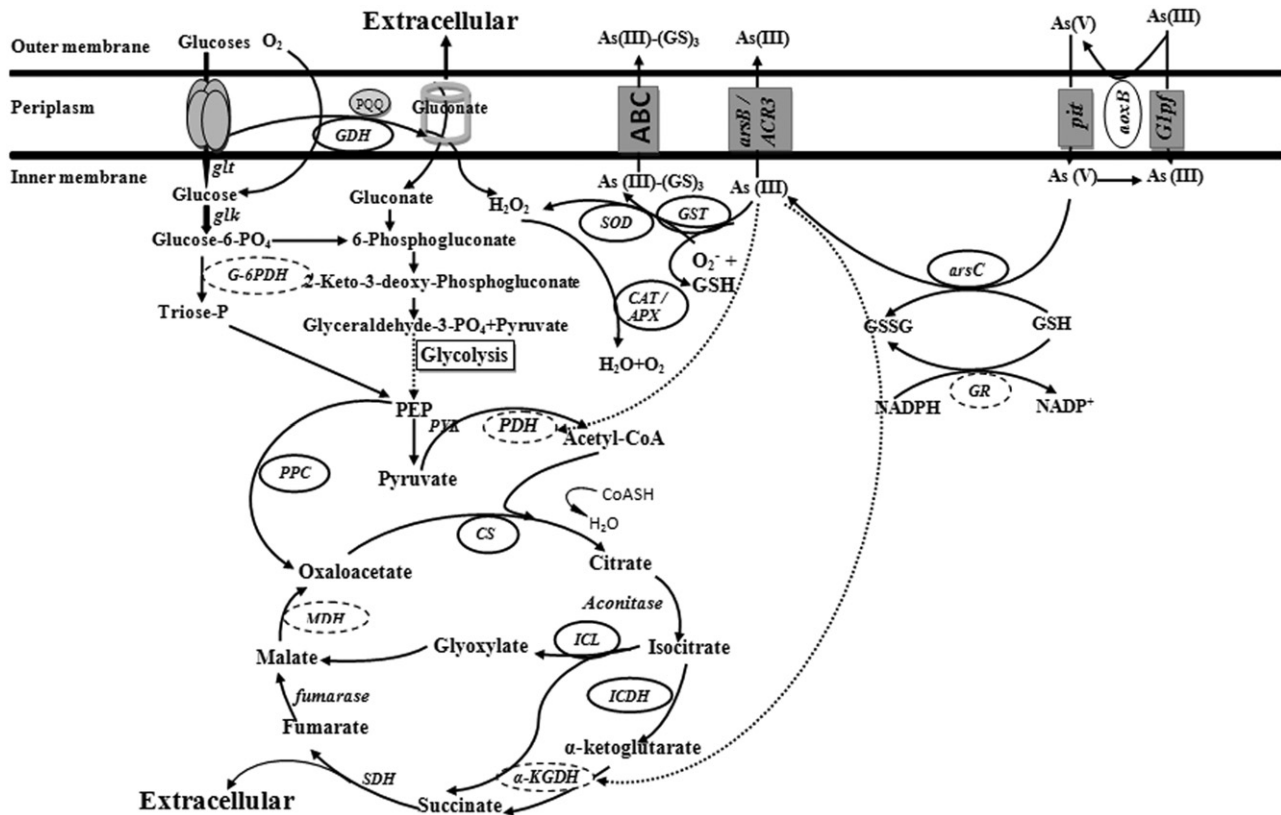 Extracellular
Outer membrane
Glucoses O₂
As(III)-(GS)₃
As(III)
As(V)
As(III)
Periplasm
PQQ
Gluconate
GDH
ABC
arsB /
ACR3
pit
aoxB
Glpf
glt
Inner membrane
As (III)-(GS)₃
As (III)
As (V)
As (III)
Glucose
Gluconate
H₂O₂
SOD
GST
glk
Glucose-6-PO₄
6-Phosphogluconate
O₂⁻ +
GSH
G-6PDH
2-Keto-3-deoxy-Phosphogluconate
arsC
CAT /
APX
Triose-P
Glyceraldehyde-3-PO₄+Pyruvate
GSSG
GSH
Glycolysis
H₂O+O₂
GR
NADPH
NADP⁺
PEP
PYK
PDH
Acetyl-CoA
PPC
Pyruvate
CoASH
H₂O
CS
Oxaloacetate
Citrate
Aconitase
MDH
ICL
Malate
Glyoxylate
Isocitrate
ICDH
fumarase
Fumarate
α-ketoglutarate
SDH
α-KGDH
Extracellular
Succinate